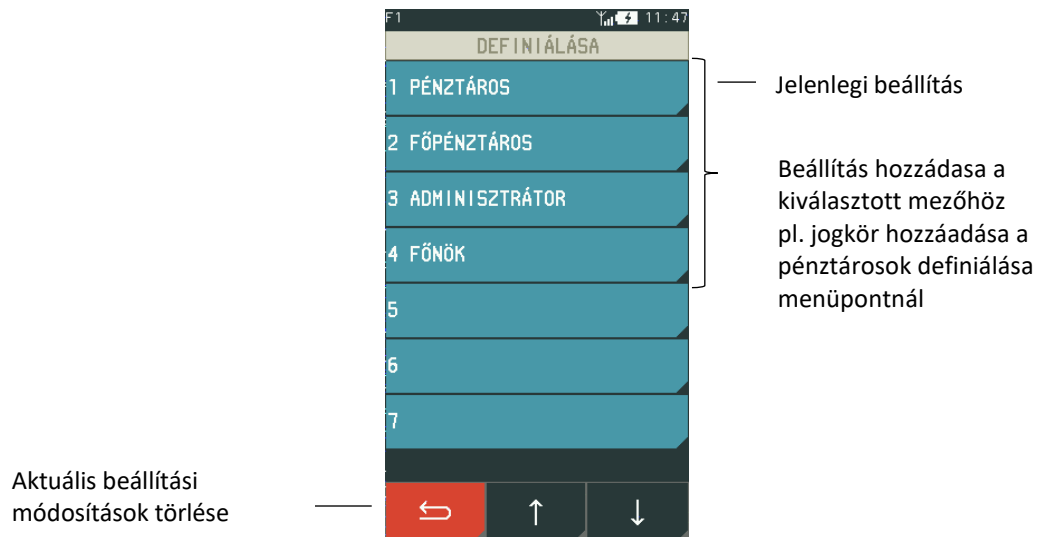 F1 11:47
DEFINIÁLÁSA
1 PÉNZTÁROS
2 FŐPÉNZTÁROS
3 ADMINISZTRÁTOR
4 FŐNÖK
5
6
7
Jelenlegi beállítás
Beállítás hozzádasa a
kiválasztott mezőhöz
pl. jogkör hozzáadása a
pénztárosok definiálása
menüpontnál
Aktuális beállítási
módosítások törlése